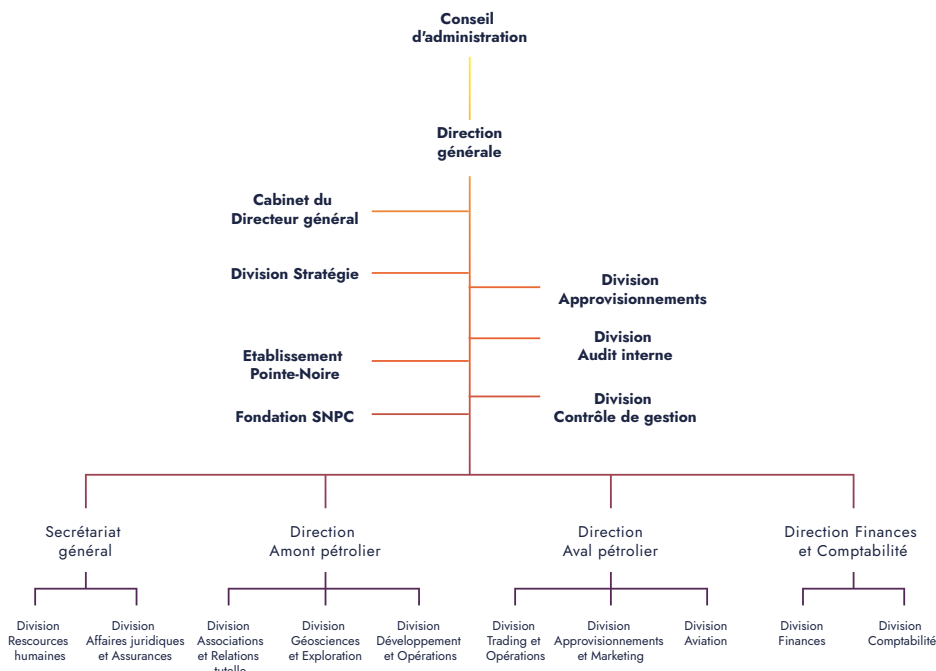 Conseil
d'administration
Direction
générale
Cabinet du
Directeur général
Division Stratégie
Division
Approvisionnements
Division
Audit interne
Etablissement
Pointe-Noire
Division
Contrôle de gestion
Fondation SNPC
Secrétariat
général
Direction
Amont pétrolier
Direction
Aval pétrolier
Direction Finances
et Comptabilité
Division
Rescources
humaines
Division
Affaires juridiques
et Assurances
Division
Associations
et Relations
tutelle
Division
Géosciences
et Exploration
Division
Développement
et Opérations
Division
Trading et
Opérations
Division
Approvisionnements
et Marketing
Division
Aviation
Division
Finances
Division
Comptabilité